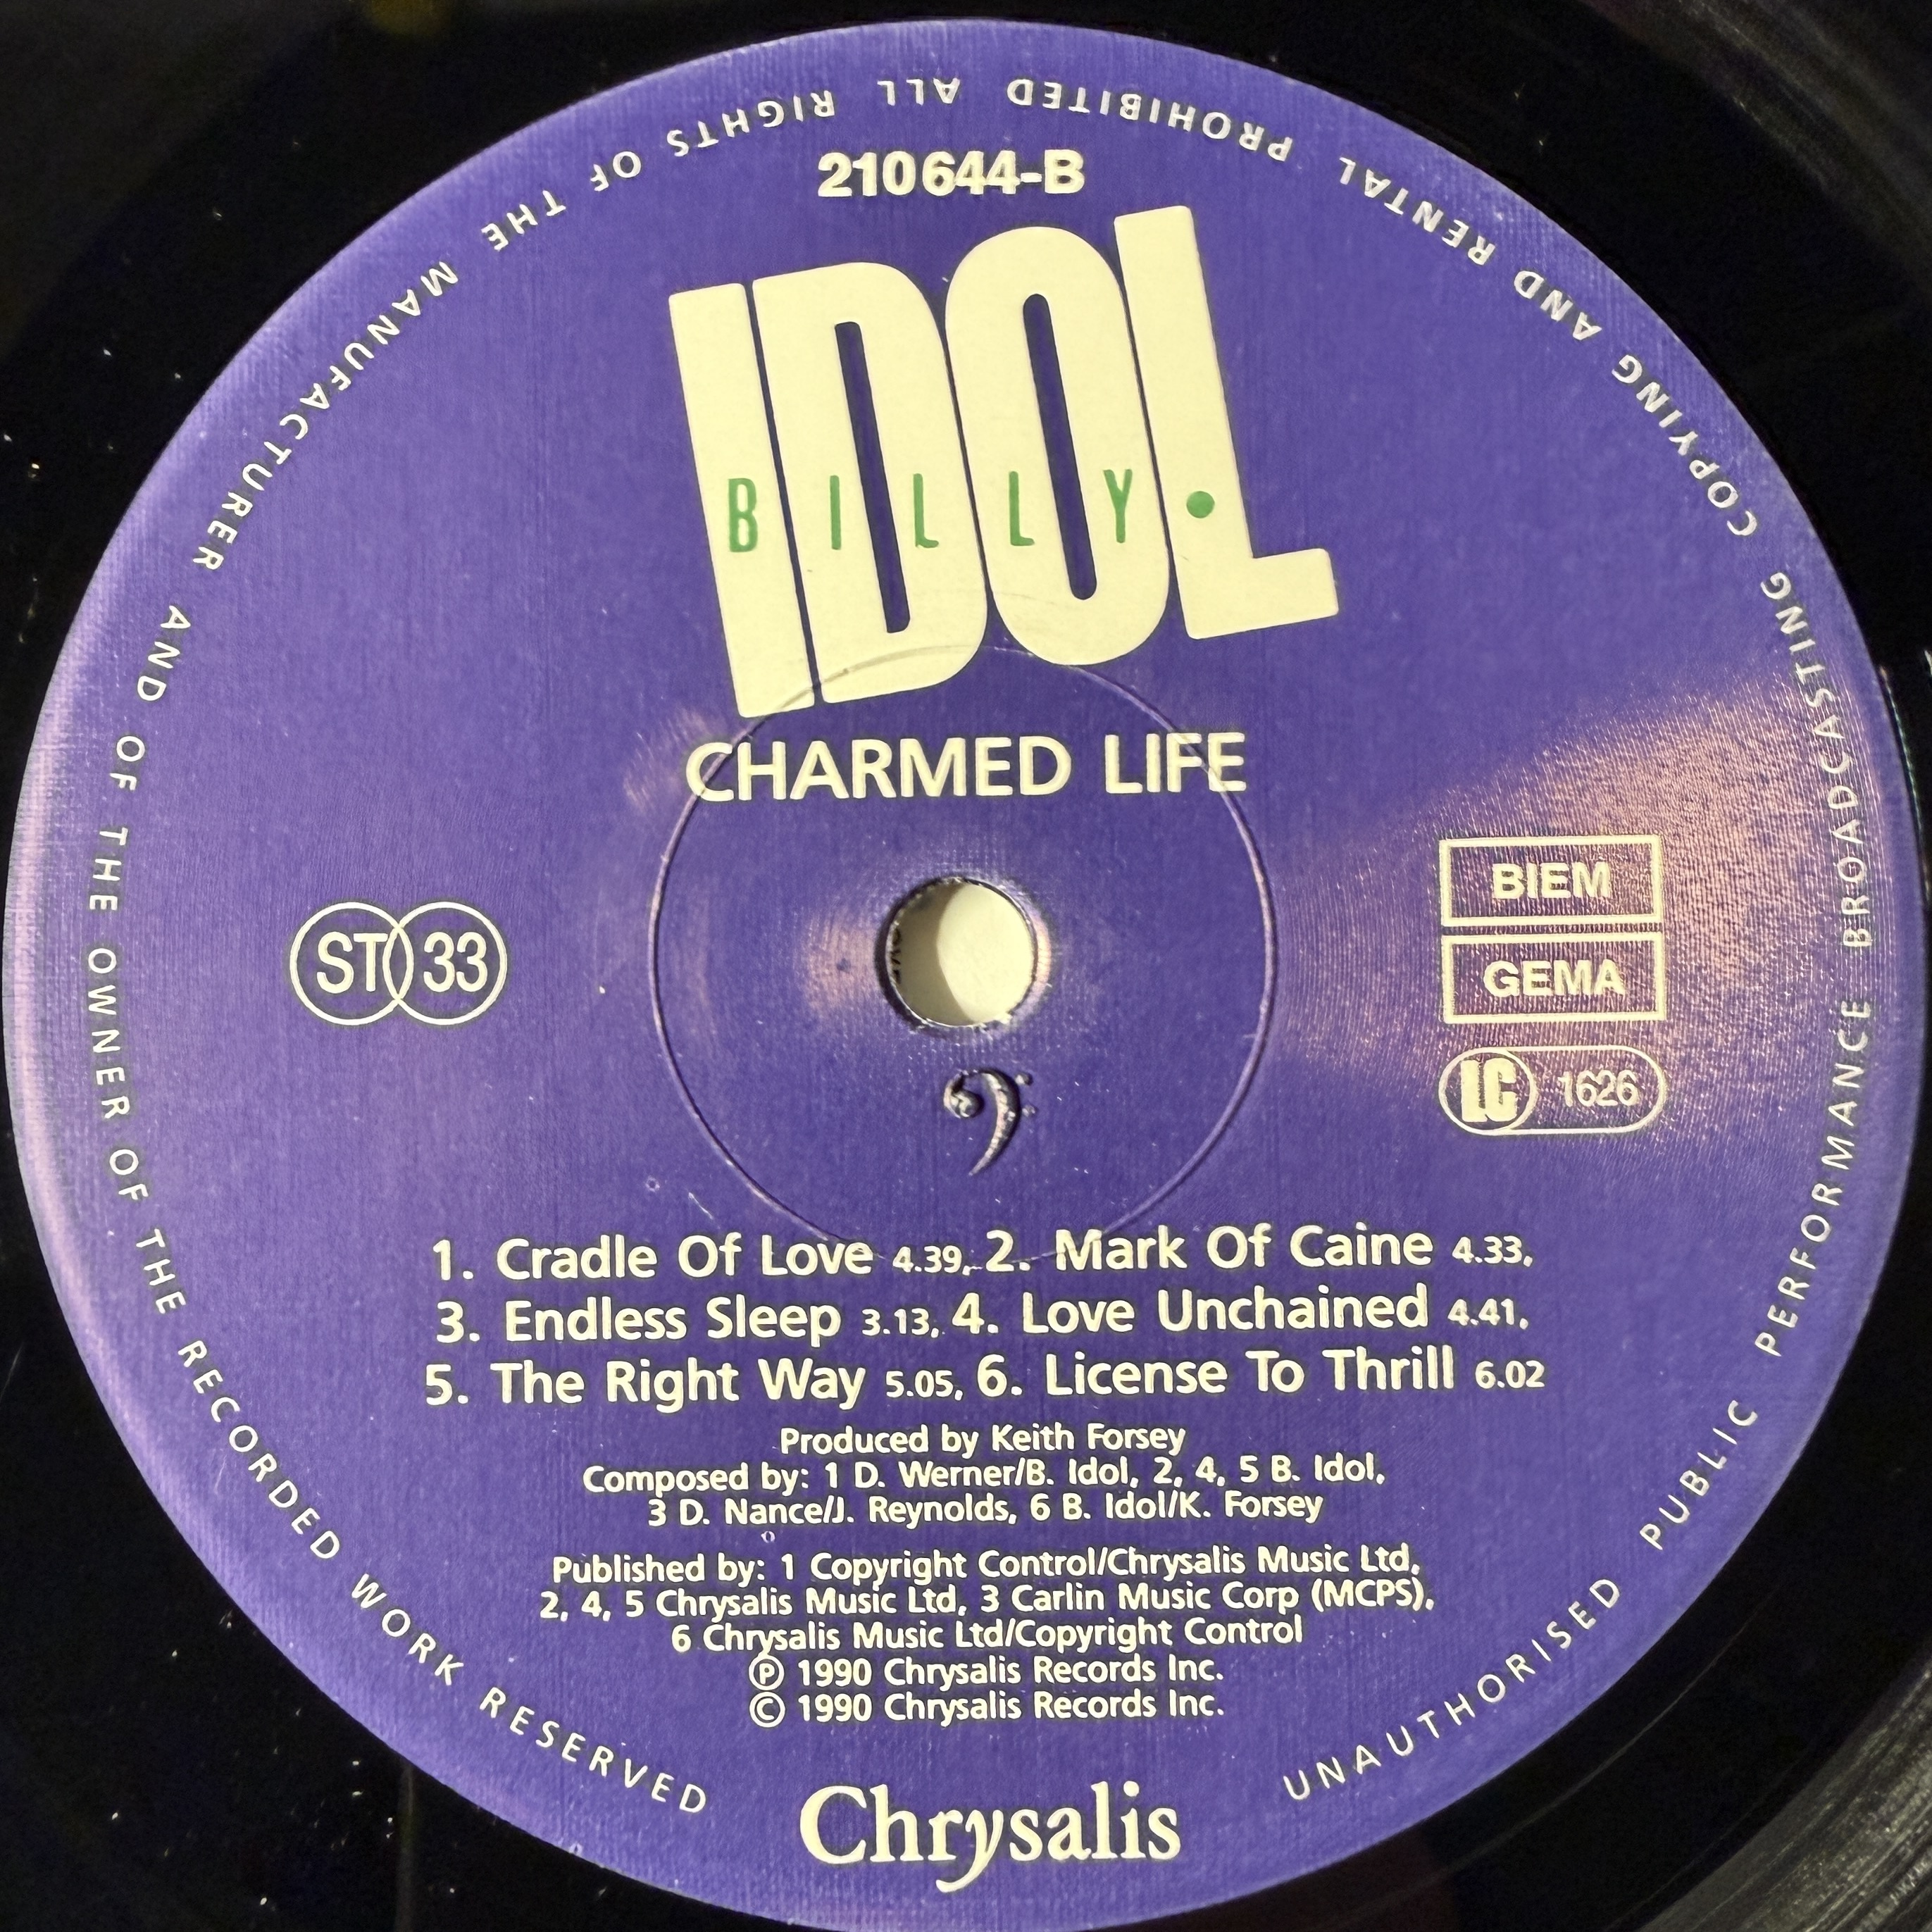 210644-B
IDOL
BILLY
CHARMED LIFE
ST 33
BIEM
GEMA
LC 1626
1. Cradle Of Love 4.39, 2. Mark Of Caine 4.33,
3. Endless Sleep 3.13, 4. Love Unchained 4.41,
5. The Right Way 5.05, 6. License To Thrill 6.02
Produced by Keith Forsey
Composed by: 1 D. Werner/B. Idol, 2, 4, 5 B. Idol,
3 D. Nance/J. Reynolds, 6 B. Idol/K. Forsey
Published by: 1 Copyright Control/Chrysalis Music Ltd,
2, 4, 5 Chrysalis Music Ltd, 3 Carlin Music Corp (MCPS),
6 Chrysalis Music Ltd/Copyright Control
Ⓟ 1990 Chrysalis Records Inc.
© 1990 Chrysalis Records Inc.
Chrysalis
UNAUTHORISED PUBLIC PERFORMANCE BROADCASTING COPYING AND RENTAL PROHIBITED ALL RIGHTS OF THE MANUFACTURER AND OF THE OWNER OF THE RECORDED WORK RESERVED